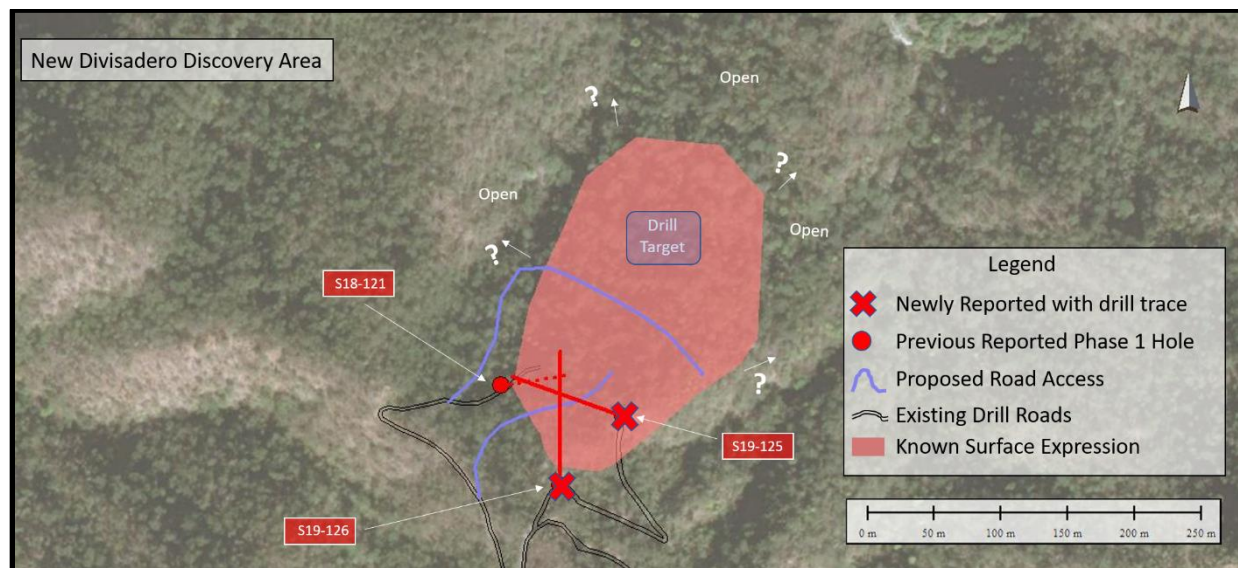 New Divisadero Discovery Area
Open
?
?
Open
Drill
Target
Open
?
S18-121
?
S19-125
S19-126
Legend
Newly Reported with drill trace
Previous Reported Phase 1 Hole
Proposed Road Access
Existing Drill Roads
Known Surface Expression
0 m 50 m 100 m 150 m 200 m 250 m